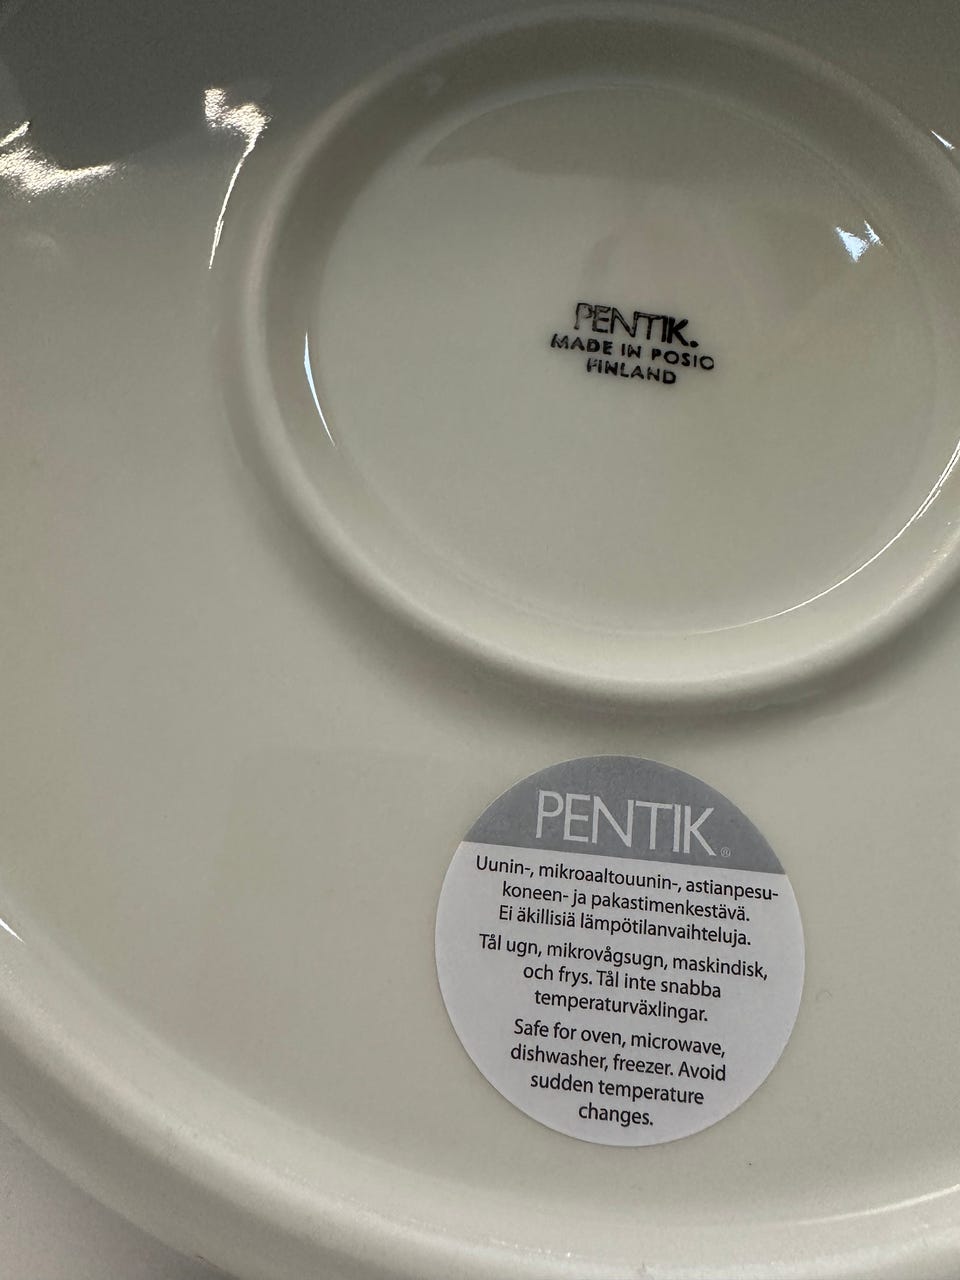 PENTIK.
MADE IN POSIO
FINLAND
PENTIK®
Uunin-, mikroaaltouunin-, astianpesu-
koneen- ja pakastimenkestävä.
Ei äkillisiä lämpötilanvaihteluja.
Tål ugn, mikrovågsugn, maskindisk,
och frys. Tål inte snabba
temperaturväxlingar.
Safe for oven, microwave,
dishwasher, freezer. Avoid
sudden temperature
changes.